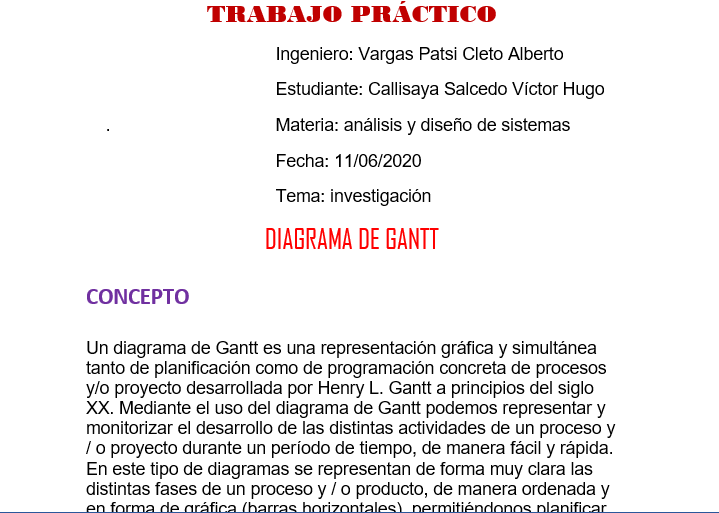 TRABAJO PRÁCTICO
Ingeniero: Vargas Patsi Cleto Alberto
Estudiante: Callisaya Salcedo Víctor Hugo
. Materia: análisis y diseño de sistemas
Fecha: 11/06/2020
Tema: investigación
DIAGRAMA DE GANTT
CONCEPTO
Un diagrama de Gantt es una representación gráfica y simultánea
tanto de planificación como de programación concreta de procesos
y/o proyecto desarrollada por Henry L. Gantt a principios del siglo
XX. Mediante el uso del diagrama de Gantt podemos representar y
monitorizar el desarrollo de las distintas actividades de un proceso y
/ o proyecto durante un período de tiempo, de manera fácil y rápida.
En este tipo de diagramas se representan de forma muy clara las
distintas fases de un proceso y / o producto, de manera ordenada y
en forma de gráfica (barras horizontales), permitiéndonos planificar